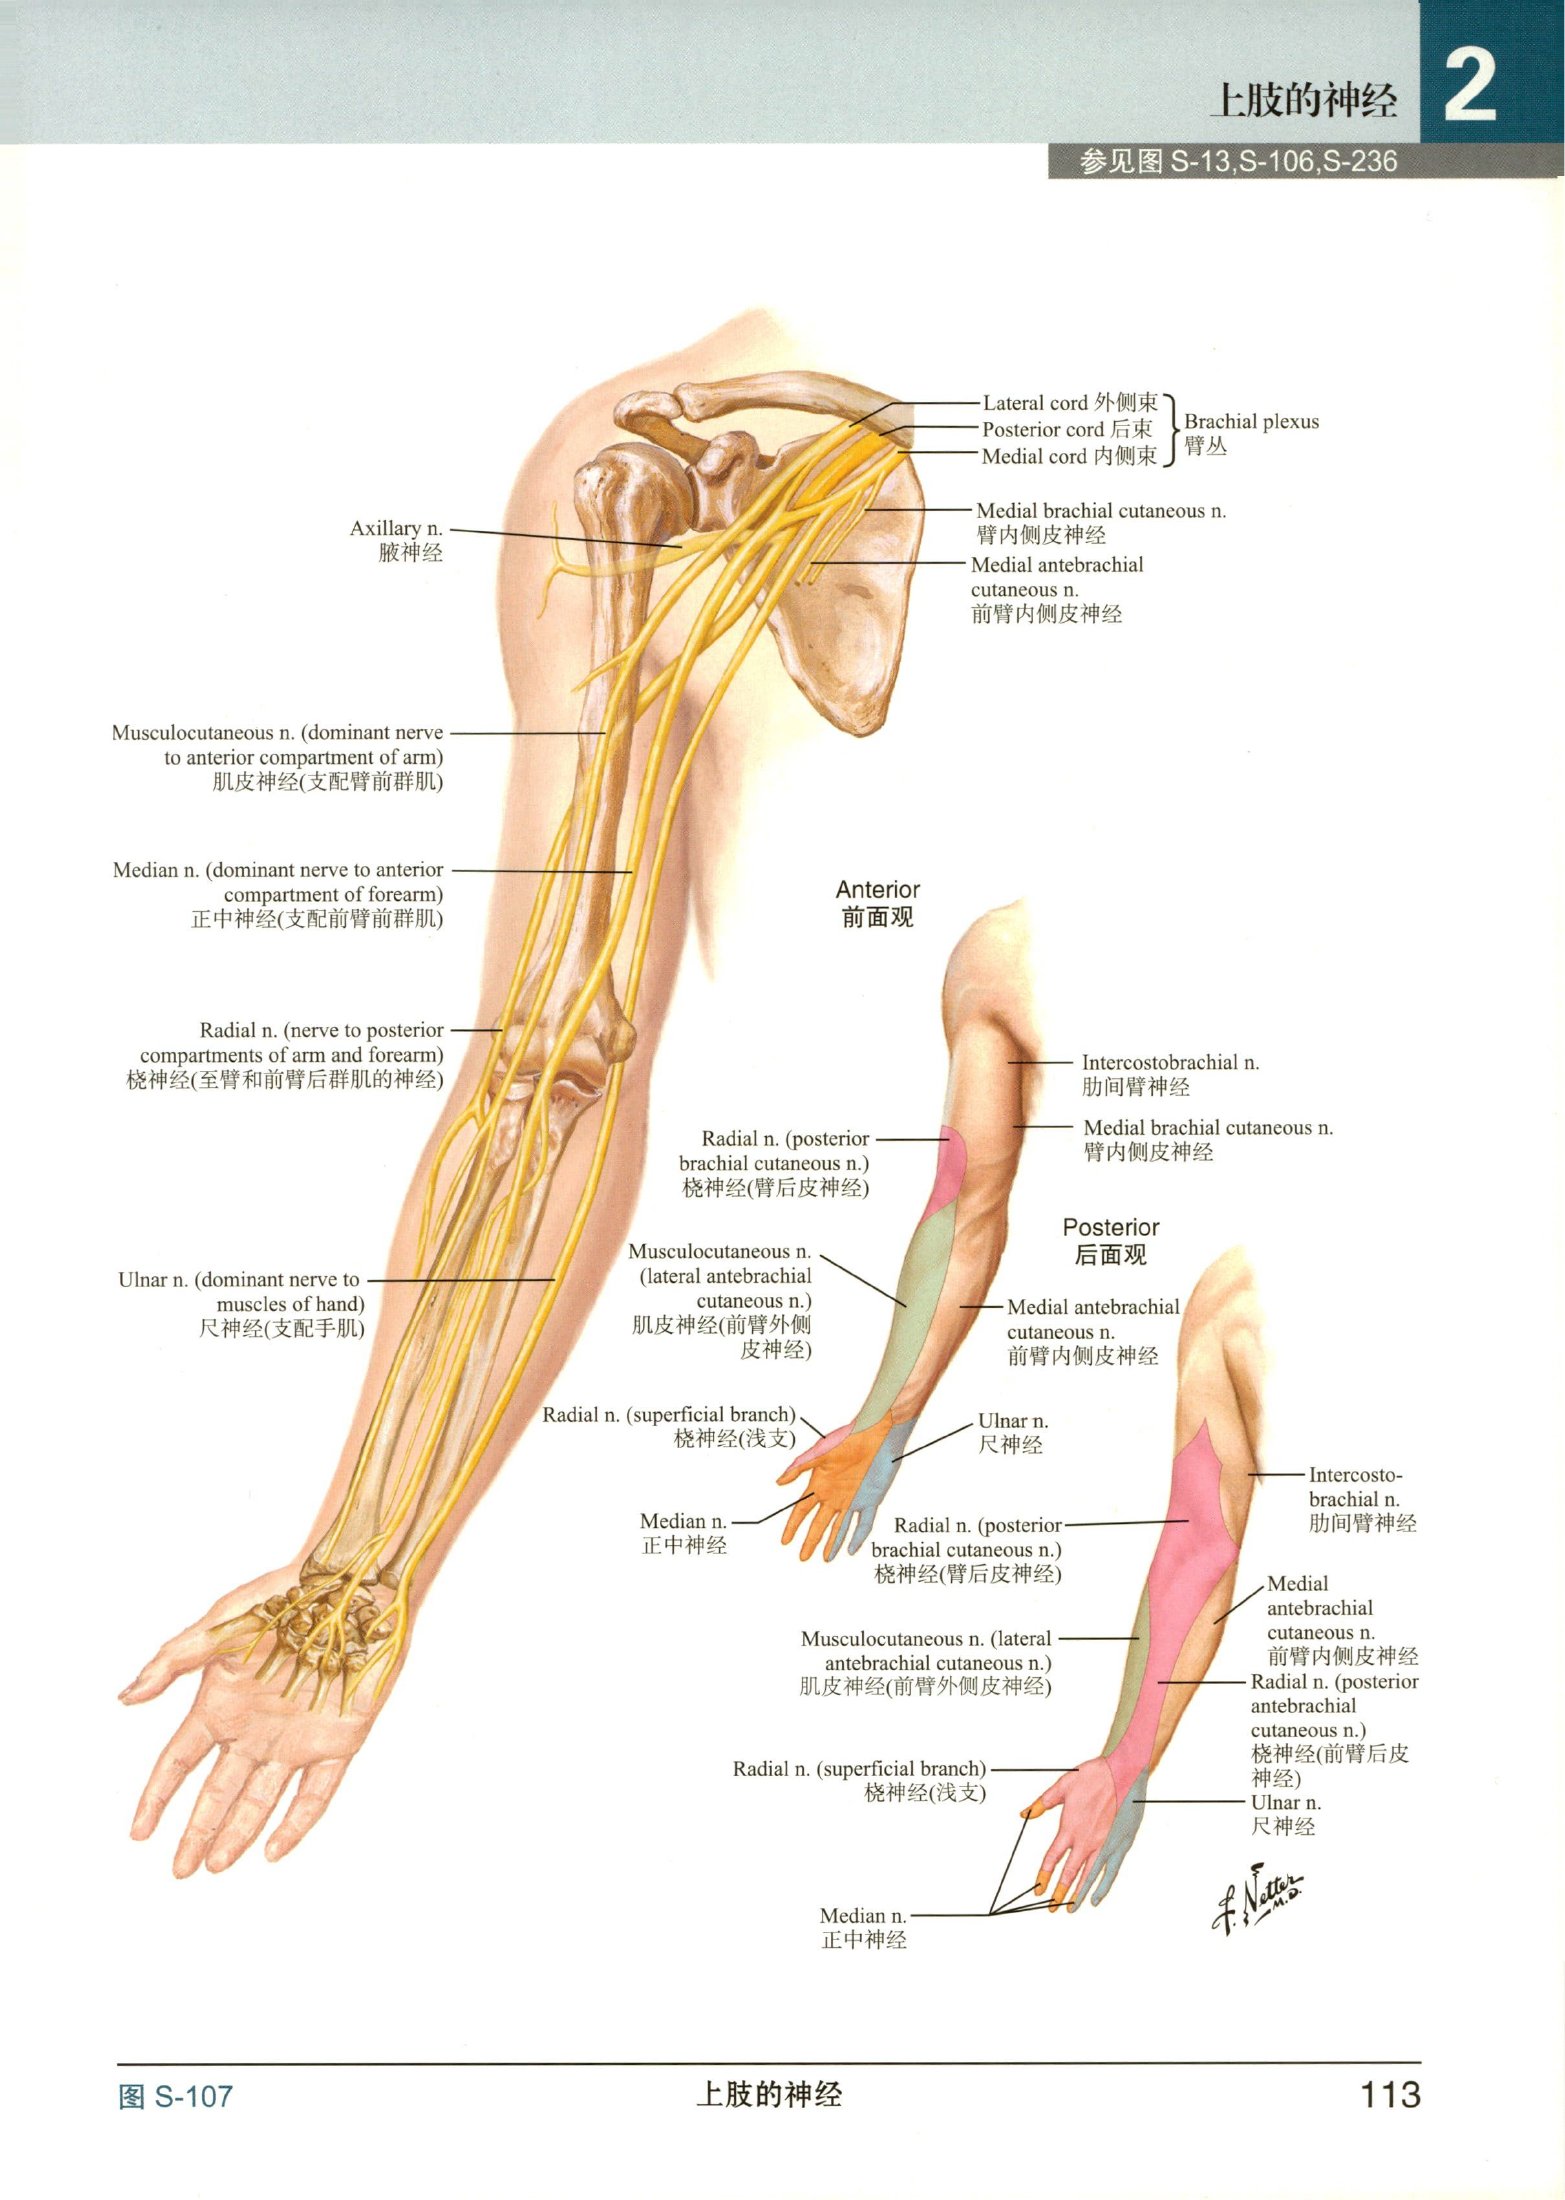 上肢的神经
2
参见图 S-13,S-106,S-236
Lateral cord 外侧束
Posterior cord 后束
Medial cord 内侧束
Brachial plexus
臂丛
Medial brachial cutaneous n.
臂内侧皮神经
Medial antebrachial
cutaneous n.
前臂内侧皮神经
Axillary n.
腋神经
Musculocutaneous n. (dominant nerve
to anterior compartment of arm)
肌皮神经(支配臂前群肌)
Median n. (dominant nerve to anterior
compartment of forearm)
正中神经(支配前臂前群肌)
Radial n. (nerve to posterior
compartments of arm and forearm)
桡神经(至臂和前臂后群肌的神经)
Ulnar n. (dominant nerve to
muscles of hand)
尺神经(支配手肌)
Anterior
前面观
Intercostobrachial n.
肋间臂神经
Medial brachial cutaneous n.
臂内侧皮神经
Radial n. (posterior
brachial cutaneous n.)
桡神经(臂后皮神经)
Musculocutaneous n.
(lateral antebrachial
cutaneous n.)
肌皮神经(前臂外侧
皮神经)
Medial antebrachial
cutaneous n.
前臂内侧皮神经
Radial n. (superficial branch)
桡神经(浅支)
Ulnar n.
尺神经
Median n.
正中神经
Posterior
后面观
Intercosto-
brachial n.
肋间臂神经
Radial n. (posterior
brachial cutaneous n.)
桡神经(臂后皮神经)
Medial
antebrachial
cutaneous n.
前臂内侧皮神经
Musculocutaneous n. (lateral
antebrachial cutaneous n.)
肌皮神经(前臂外侧皮神经)
Radial n. (posterior
antebrachial
cutaneous n.)
桡神经(前臂后皮
神经)
Radial n. (superficial branch)
桡神经(浅支)
Ulnar n.
尺神经
Median n.
正中神经
F. Netter
M.D.
图 S-107
上肢的神经
113